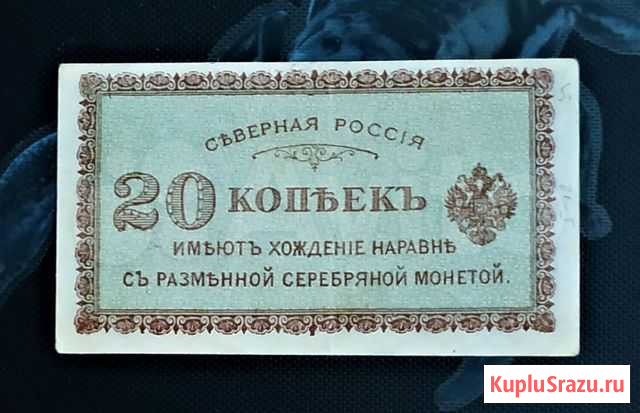 СѢВЕРНАЯ РОССІЯ
20 КОПѢЕКЪ
ИМѢЮТЪ ХОЖДЕНІЕ НАРАВНѢ
СЪ РАЗМѢННОЙ СЕРЕБРЯНОЙ МОНЕТОЙ.
KupluSrazu.ru